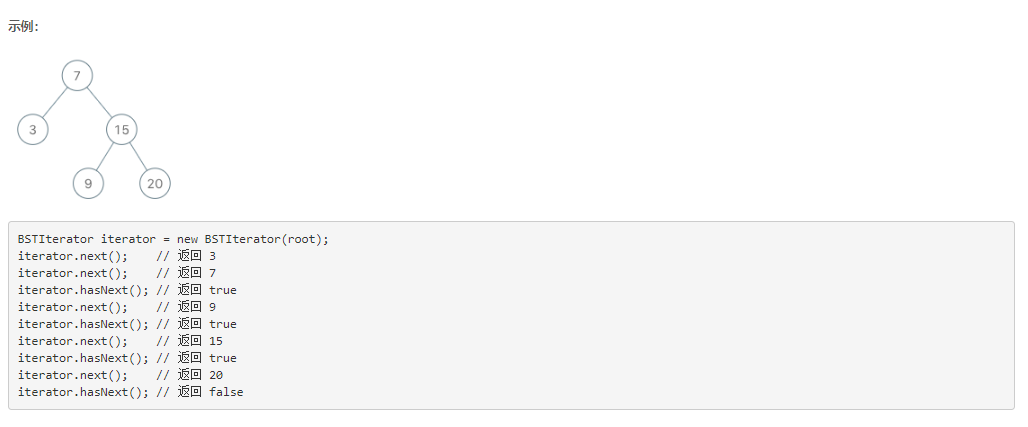 示例：
7
3
15
9
20
BSTIterator iterator = new BSTIterator(root);
iterator.next();    // 返回 3
iterator.next();    // 返回 7
iterator.hasNext(); // 返回 true
iterator.next();    // 返回 9
iterator.hasNext(); // 返回 true
iterator.next();    // 返回 15
iterator.hasNext(); // 返回 true
iterator.next();    // 返回 20
iterator.hasNext(); // 返回 false